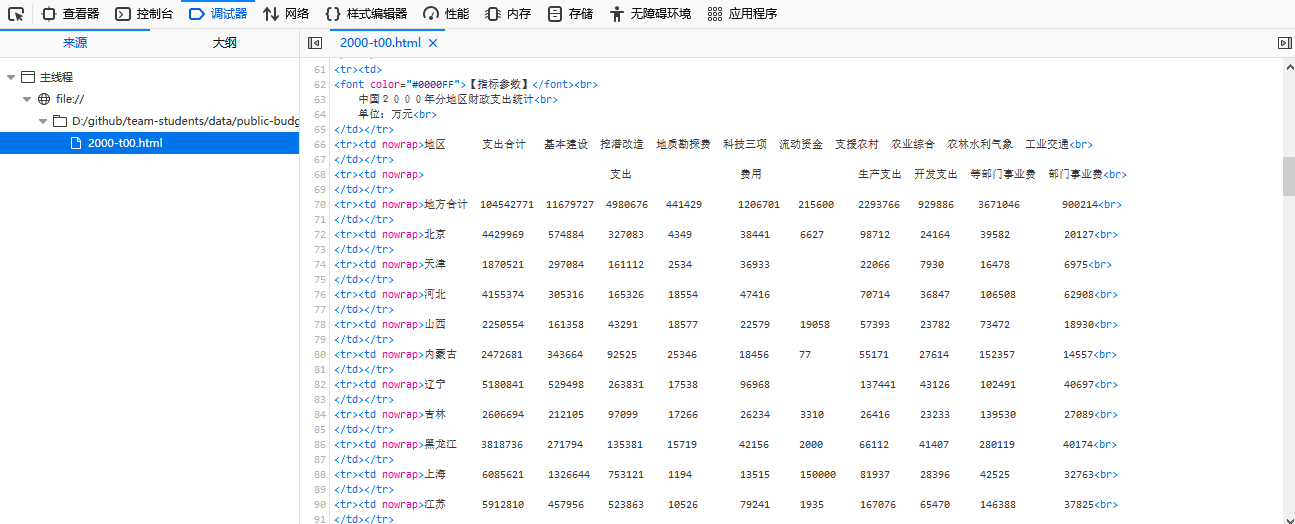 查看器 控制台 调试器 网络 样式编辑器 性能 内存 存储 无障碍环境 应用程序
来源 大纲 2000-t00.html
主线程
file://
D:/github/team-students/data/public-budg
2000-t00.html
61 <tr><td>
62 <font color="#0000FF">【指标参数】</font><br>
63 中国２０００年分地区财政支出统计<br>
64 单位：万元<br>
65 </td></tr>
66 <tr><td nowrap>地区 支出合计 基本建设 挖潜改造 地质勘探费 科技三项 流动资金 支援农村 农业综合 农林水利气象 工业交通<br>
67 </td></tr>
68 <tr><td nowrap> 支出 费用 生产支出 开发支出 等部门事业费 部门事业费<br>
69 </td></tr>
70 <tr><td nowrap>地方合计 104542771 11679727 4980676 441429 1206701 215600 2293766 929886 3671046 900214<br>
71 </td></tr>
72 <tr><td nowrap>北京 4429969 574884 327083 4349 38441 6627 98712 24164 39582 20127<br>
73 </td></tr>
74 <tr><td nowrap>天津 1870521 297084 161112 2534 36933 22066 7930 16478 6975<br>
75 </td></tr>
76 <tr><td nowrap>河北 4155374 305316 165326 18554 47416 70714 36847 106508 62908<br>
77 </td></tr>
78 <tr><td nowrap>山西 2250554 161358 43291 18577 22579 19058 57393 23782 73472 18930<br>
79 </td></tr>
80 <tr><td nowrap>内蒙古 2472681 343664 92525 25346 18456 77 55171 27614 152357 14557<br>
81 </td></tr>
82 <tr><td nowrap>辽宁 5180841 529498 263831 17538 96968 137441 43126 102491 40697<br>
83 </td></tr>
84 <tr><td nowrap>吉林 2606694 212105 97099 17266 26234 3310 26416 23233 139530 27089<br>
85 </td></tr>
86 <tr><td nowrap>黑龙江 3818736 271794 135381 15719 42156 2000 66112 41407 280119 40174<br>
87 </td></tr>
88 <tr><td nowrap>上海 6085621 1326644 753121 1194 13515 150000 81937 28396 42525 32763<br>
89 </td></tr>
90 <tr><td nowrap>江苏 5912810 457956 523863 10526 79241 1935 167076 65470 146388 37825<br>
91 </td></tr>